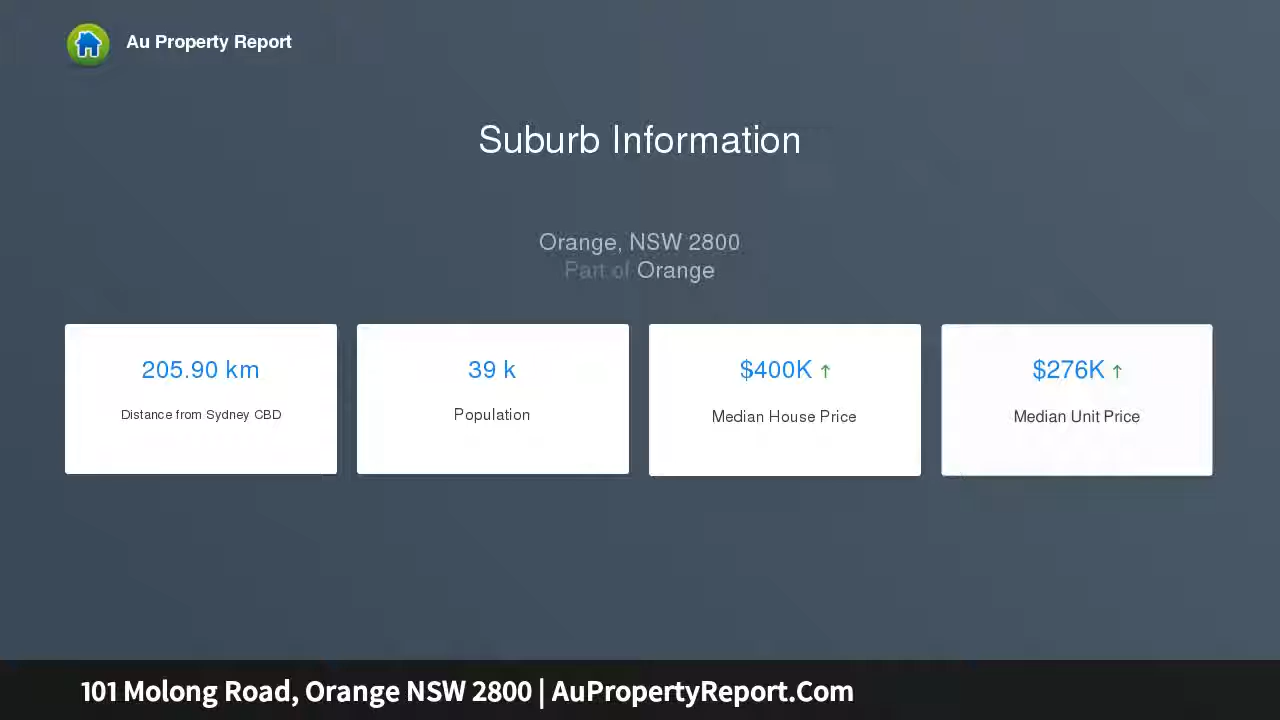 Au Property Report
Suburb Information
Orange, NSW 2800
Part of Orange
205.90 km
Distance from Sydney CBD
39 k
Population
$400K ↑
Median House Price
$276K ↑
Median Unit Price
101 Molong Road, Orange NSW 2800 | AuPropertyReport.Com